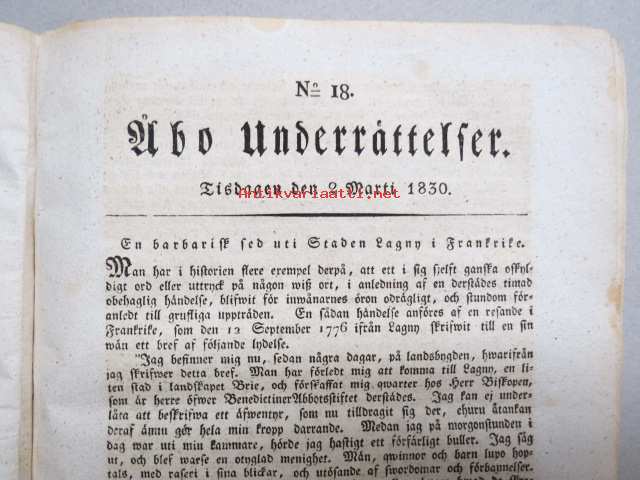 No 18.
Åbo Underrättelser.
Tisdagen den 2 Martii 1830.
Antikvariaatti.net
En barbarisk sed uti Staden Lagny i Frankrike.
Man har i historien flere exempel derpå, att ett i sig sjelft ganska oskyl-
digt ord eller uttryck på någon wiß ort, i anledning af en derstädes timad
obehaglig händelse, blifwit för inwånarnes öron odrägligt, och stundom för-
anledt till grufliga uppträden. En sådan händelse anföres af en resande i
Frankrike, som den 12 September 1776 ifrån Lagny skrifwit till en sin
wän ett bref af följande lydelse.
"Jag befinner mig nu, sedan några dagar, på landsbygden, hwarifrån
jag skrifwer detta bref. Man har förledt mig att komma till Lagny, en li-
ten stad i landskapet Brie, och förskaffat mig qwarter hos Herr Biskopen,
som är herre öfwer Benedictiner Abbotsstiftet derstädes. Jag kan ej under-
låta att beskrifwa ett äfwentyr, som nu tilldragit sig der, ehuru åtankan
deraf ännu gör hela min kropp darrande. Medan jag på morgonstunden i
dag war uti min kammare, hörde jag hastigt ett förfärligt buller. Jag såg
ut, och blef warse en otyglad menighet. Män, qwinnor och barn lupo hop-
tals, med raseri i sina blickar, och utösande af swordomar och förbannelser.